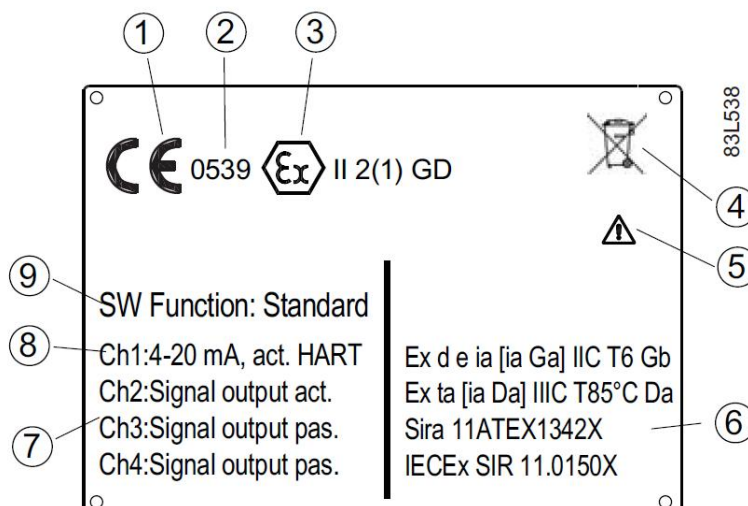 1 2 3
83L538
CE 0539 Ex II 2(1) GD
4
5
9
SW Function: Standard
8
Ch1:4-20 mA, act. HART
Ch2:Signal output act.
7
Ch3:Signal output pas.
Ch4:Signal output pas.
Ex d e ia [ia Ga] IIC T6 Gb
Ex ta [ia Da] IIIC T85°C Da
Sira 11ATEX1342X
6
IECEx SIR 11.0150X